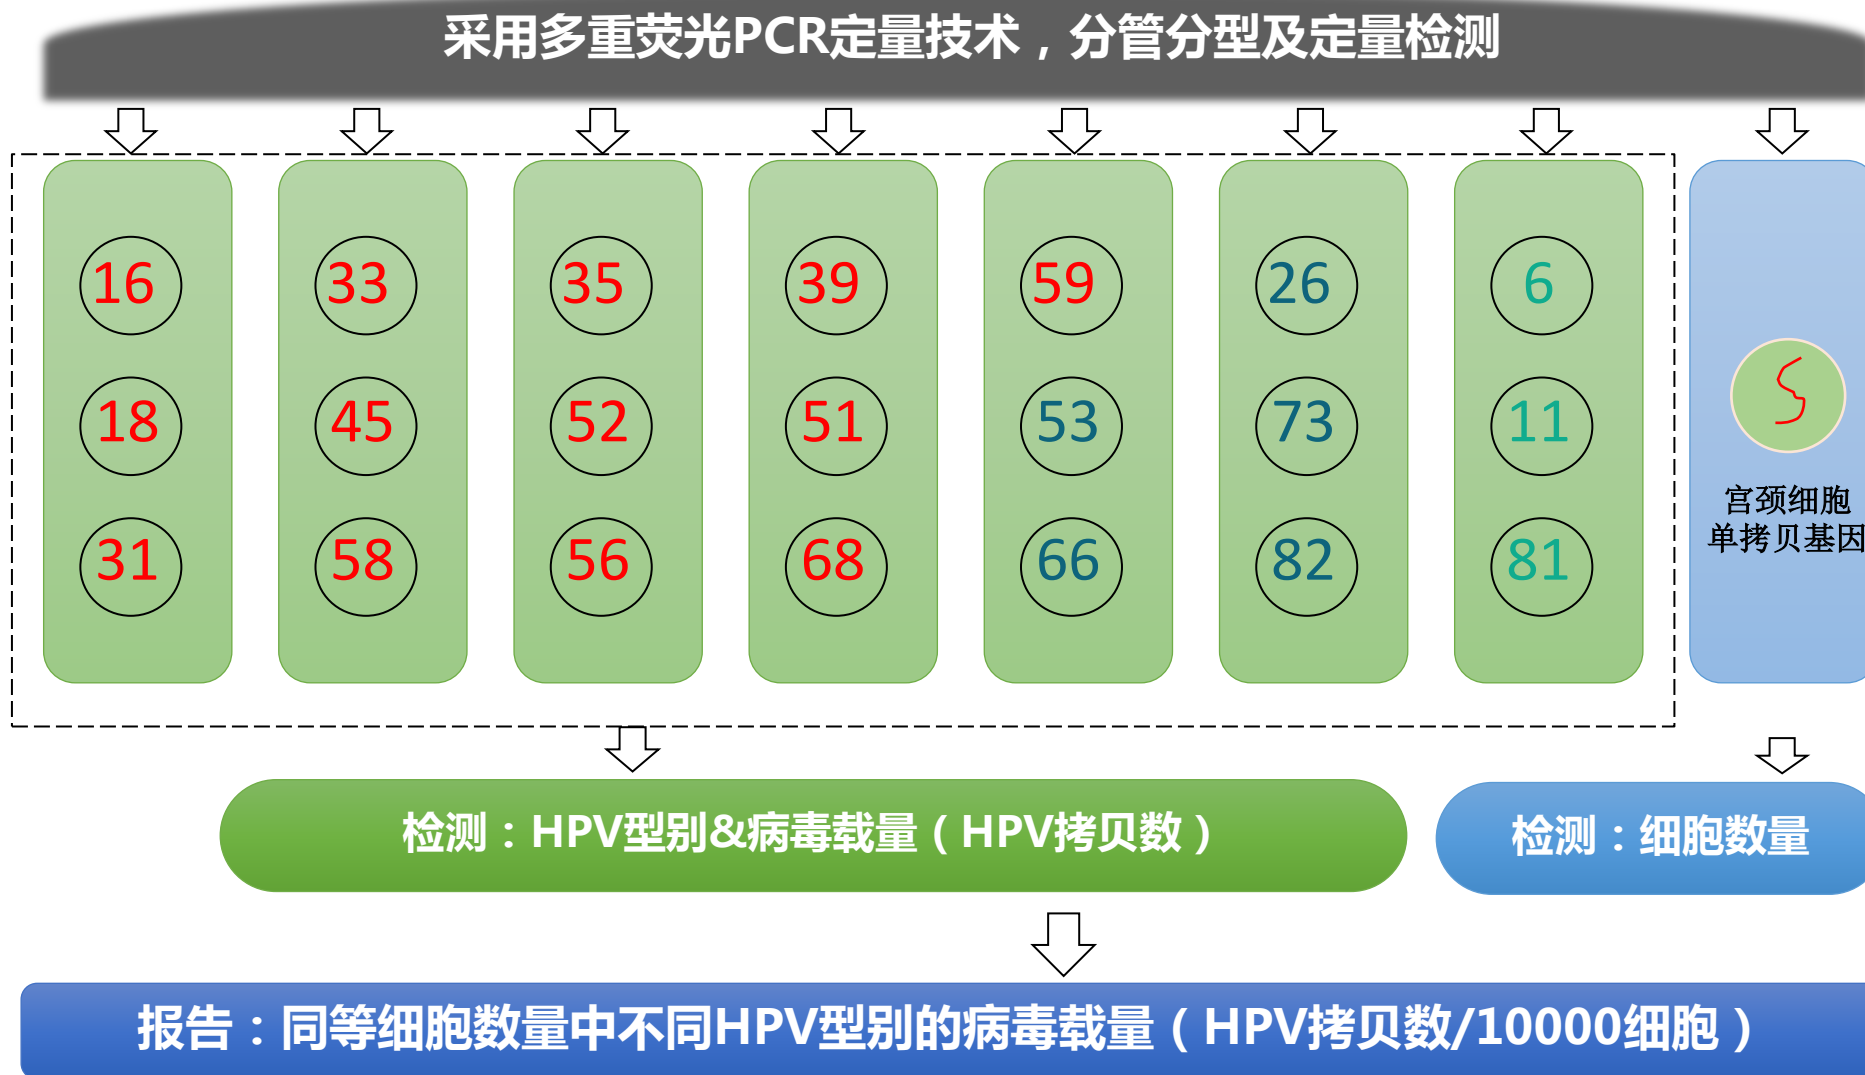 采用多重荧光PCR定量技术，分管分型及定量检测
16 33 35 39 59 26 6
18 45 52 51 53 73 11
31 58 56 68 66 82 81
宫颈细胞
单拷贝基因
检测：HPV型别&病毒载量（HPV拷贝数）
检测：细胞数量
报告：同等细胞数量中不同HPV型别的病毒载量（HPV拷贝数/10000细胞）